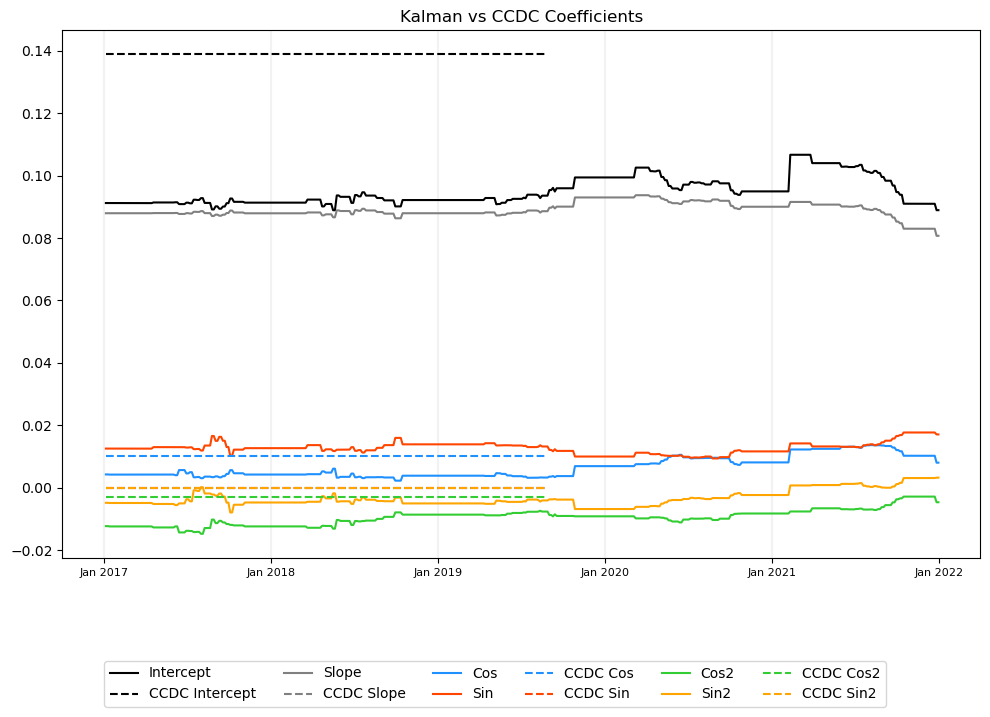 Kalman vs CCDC Coefficients
0.14
0.12
0.10
0.08
0.06
0.04
0.02
0.00
−0.02
Jan 2017 Jan 2018 Jan 2019 Jan 2020 Jan 2021 Jan 2022
Intercept Slope Cos CCDC Cos Cos2 CCDC Cos2
CCDC Intercept CCDC Slope Sin CCDC Sin Sin2 CCDC Sin2